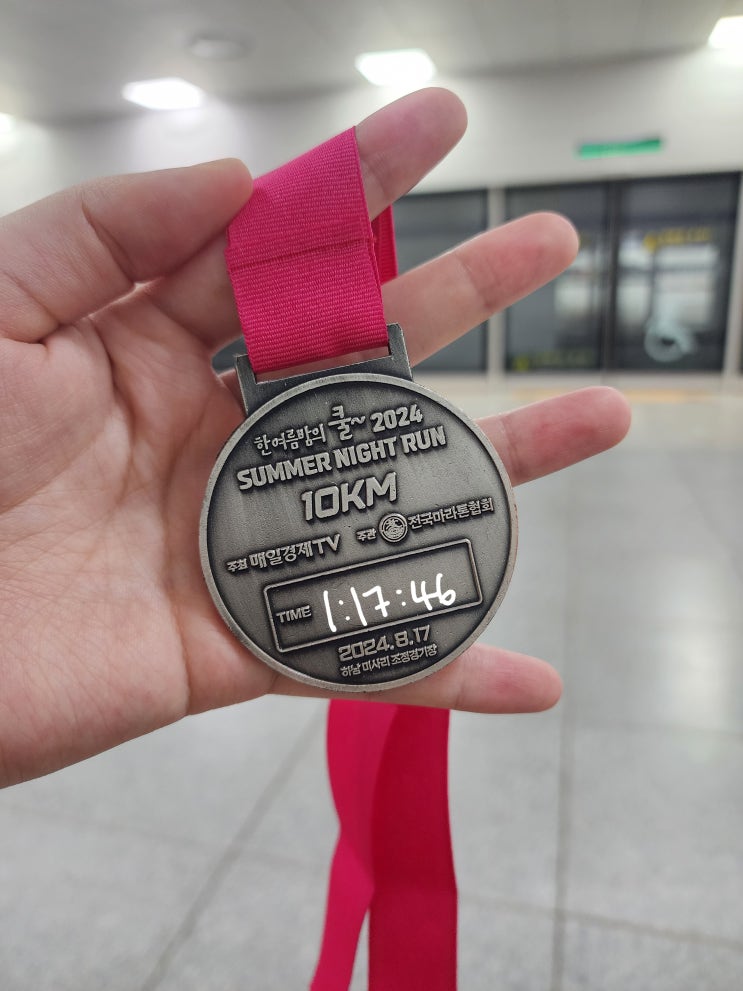 한여름밤의 쿨~ 2024
SUMMER NIGHT RUN
10KM
주최 매일경제TV 주관 전국마라톤협회
TIME 1:17:46
2024.8.17
하남 미사리 조정경기장